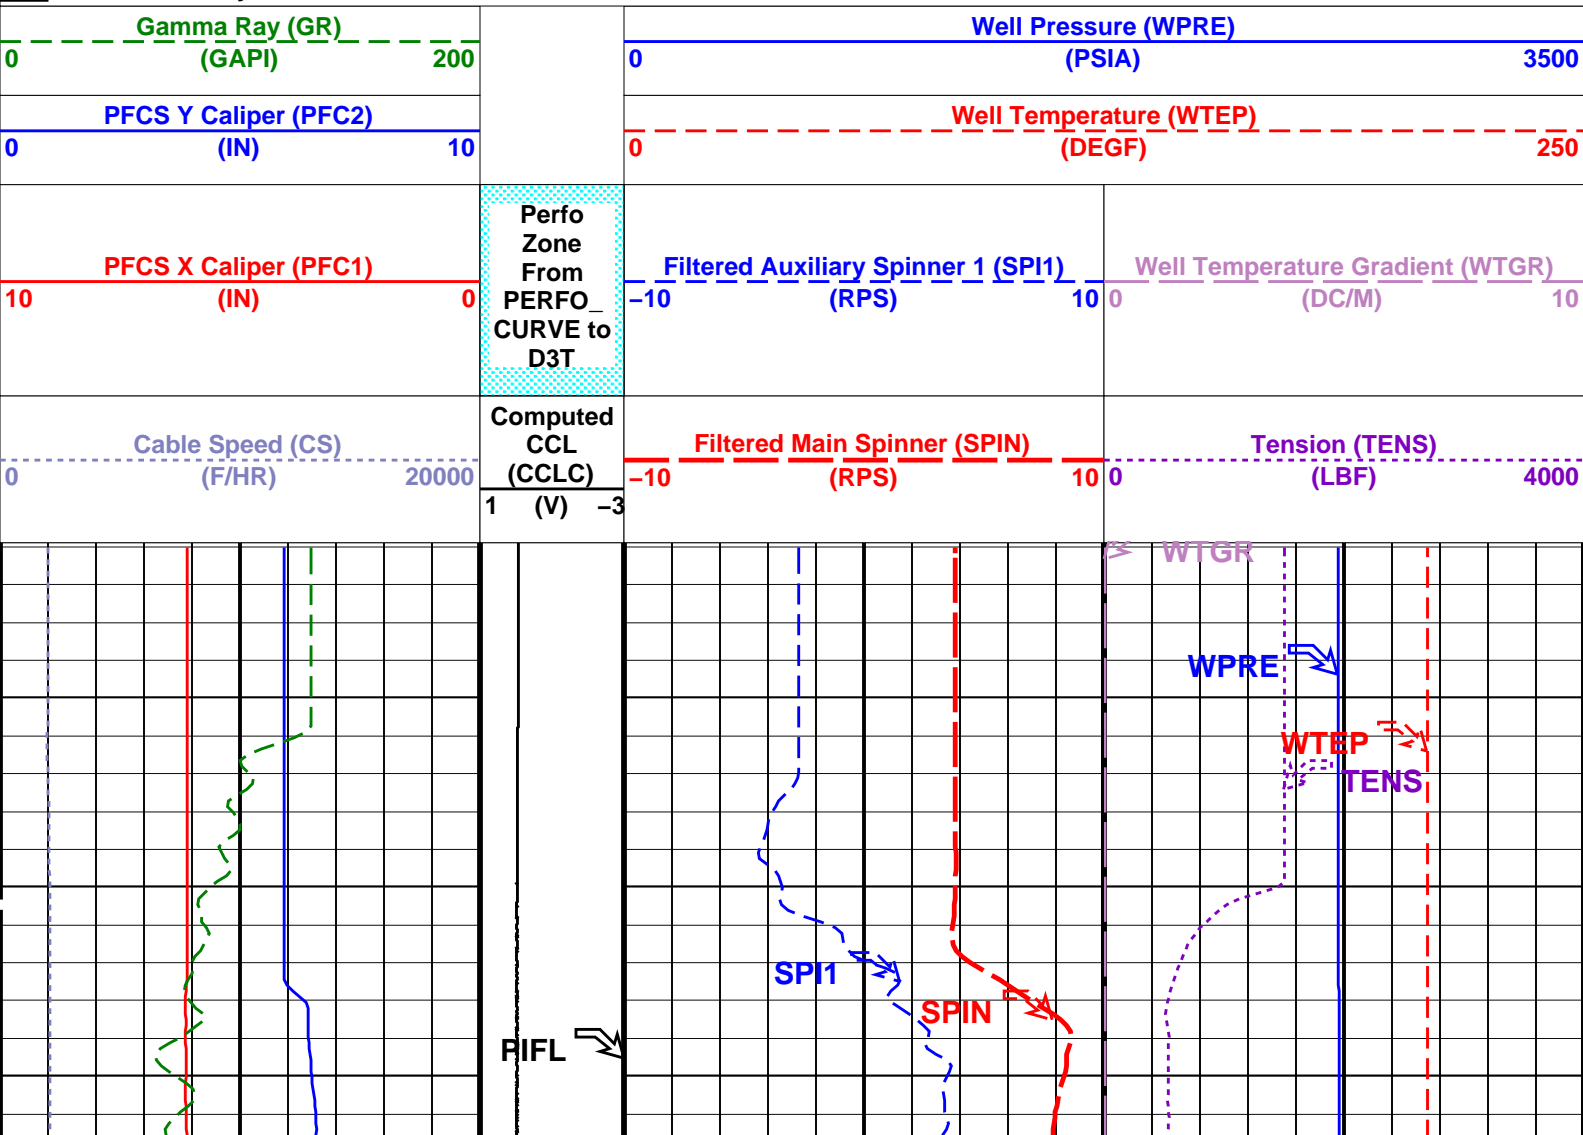 Gamma Ray (GR)
0 (GAPI) 200
Well Pressure (WPRE)
0 (PSIA) 3500
PFCS Y Caliper (PFC2)
0 (IN) 10
Well Temperature (WTEP)
0 (DEGF) 250
PFCS X Caliper (PFC1)
10 (IN) 0
Perfo
Zone
From
PERFO_
CURVE to
D3T
Filtered Auxiliary Spinner 1 (SPI1)
−10 (RPS) 10
Well Temperature Gradient (WTGR)
0 (DC/M) 10
Cable Speed (CS)
0 (F/HR) 20000
Computed
CCL
(CCLC)
1 (V) −3
Filtered Main Spinner (SPIN)
−10 (RPS) 10
Tension (TENS)
0 (LBF) 4000
WTGR
WPRE
WTEP
TENS
SPI1
SPIN
PIFL